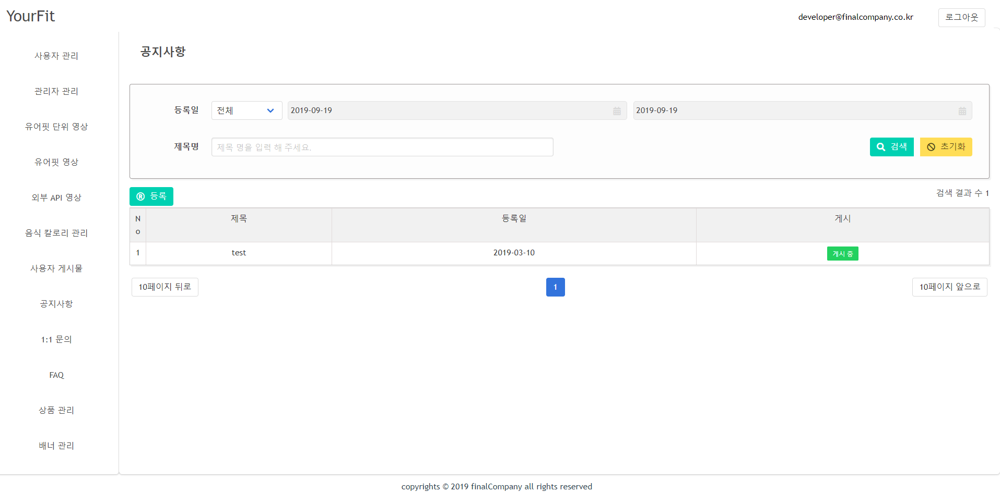 YourFit
developer@finalcompany.co.kr
로그아웃
사용자 관리
관리자 관리
유어핏 단위 영상
유어핏 영상
외부 API 영상
음식 칼로리 관리
사용자 게시물
공지사항
1:1 문의
FAQ
상품 관리
배너 관리
공지사항
등록일 전체 2019-09-19 2019-09-19
제목명 제목 명을 입력 해 주세요. 검색 초기화
® 등록
검색 결과 수 1
No 제목 등록일 게시
1 test 2019-03-10 게시 중
10페이지 뒤로 1 10페이지 앞으로
copyrights © 2019 finalCompany all rights reserved